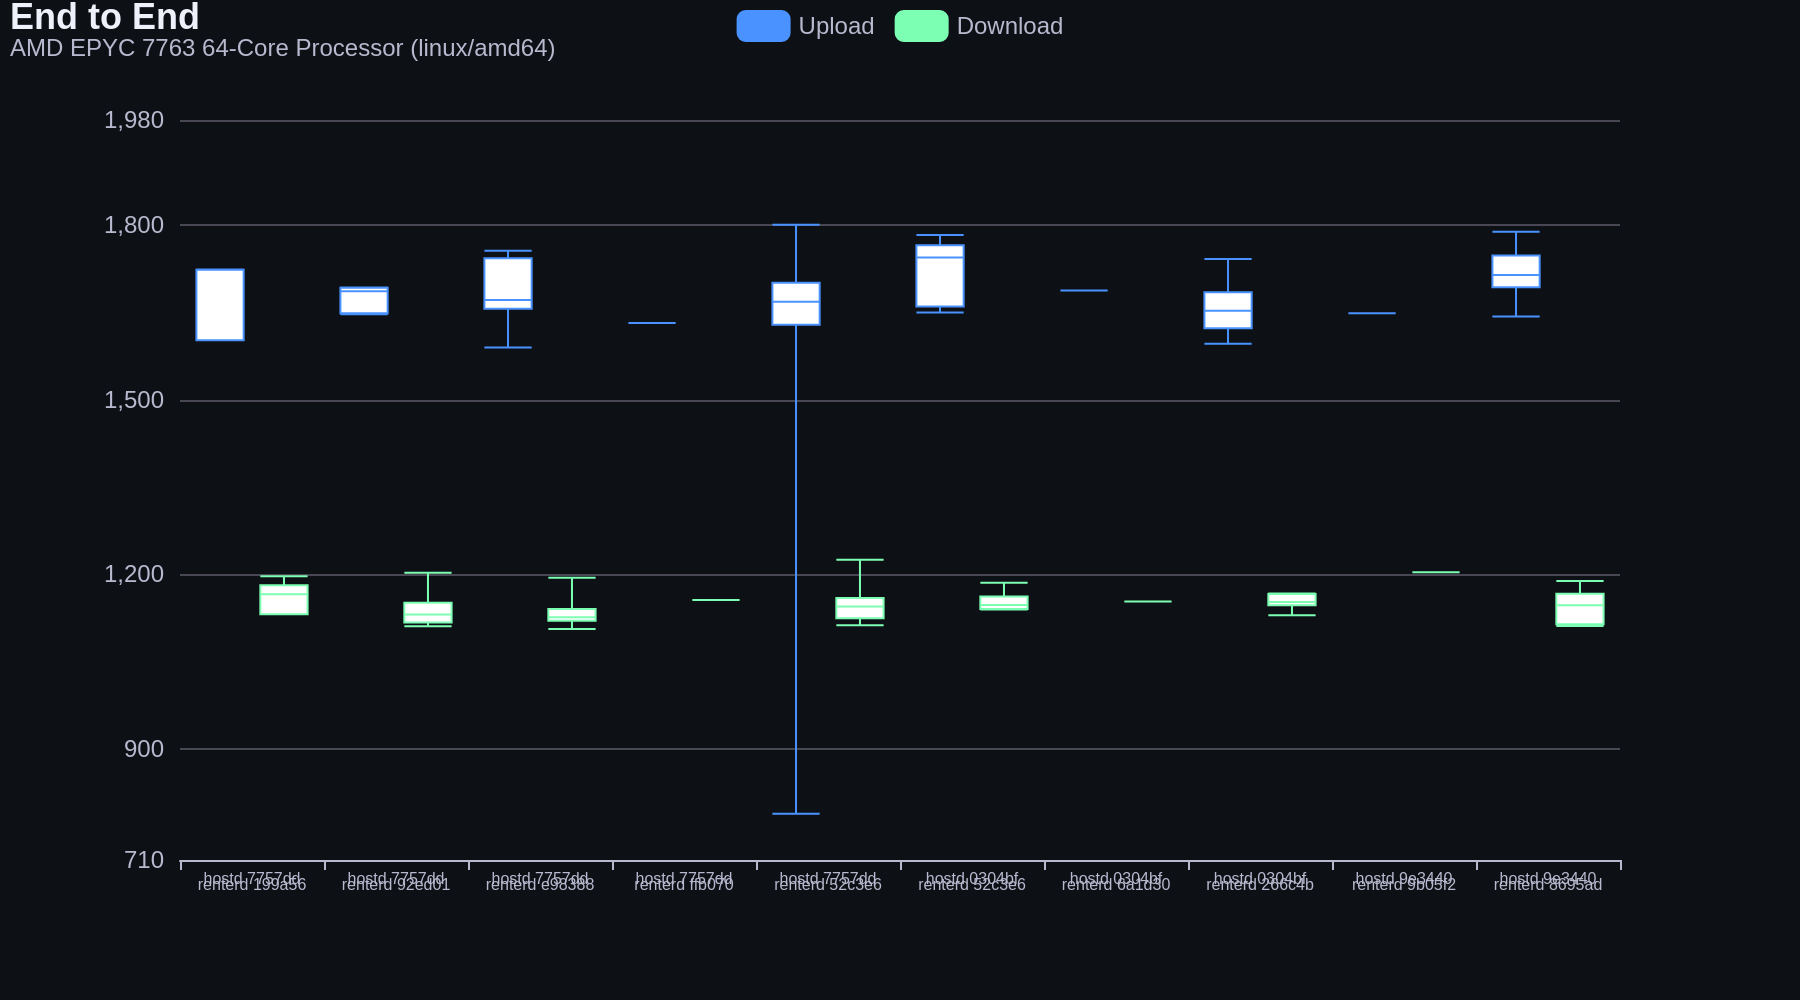 End to End
AMD EPYC 7763 64-Core Processor (linux/amd64)
Upload
Download
1,980
1,800
1,500
1,200
900
710
hostd 7757dd
renterd 199a56
hostd 7757dd
renterd 92ed01
hostd 7757dd
renterd e98388
hostd 7757dd
renterd ffb070
hostd 7757dd
renterd 52c3e6
hostd 0304bf
renterd 52c3e6
hostd 0304bf
renterd 6a1d30
hostd 0304bf
renterd 266c4b
hostd 9e3440
renterd 9b05f2
hostd 9e3440
renterd 8695ad